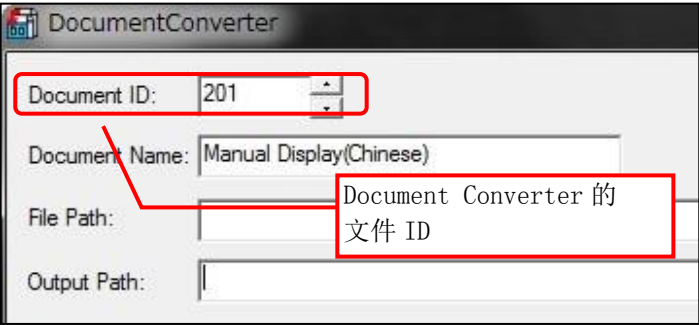 DocumentConverter
Document ID: 201
Document Name: Manual Display(Chinese)
Document Converter 的
文件 ID
File Path:
Output Path: